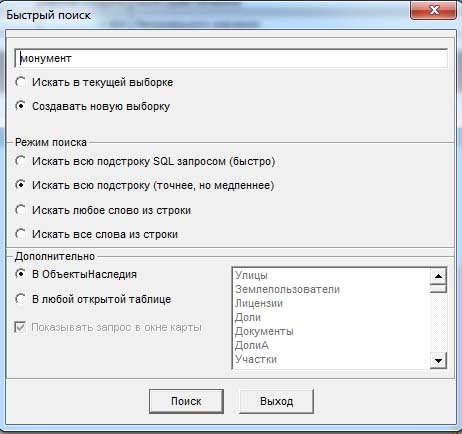 Быстрый поиск
монумент
Искать в текущей выборке
Создавать новую выборку
Режим поиска
Искать всю подстроку SQL запросом (быстро)
Искать всю подстроку (точнее, но медленнее)
Искать любое слово из строки
Искать все слова из строки
Дополнительно
В ОбъектыНаследия
В любой открытой таблице
Показывать запрос в окне карты
Улицы
Землепользователи
Лицензии
Доли
Документы
ДолиА
Участки
Поиск
Выход